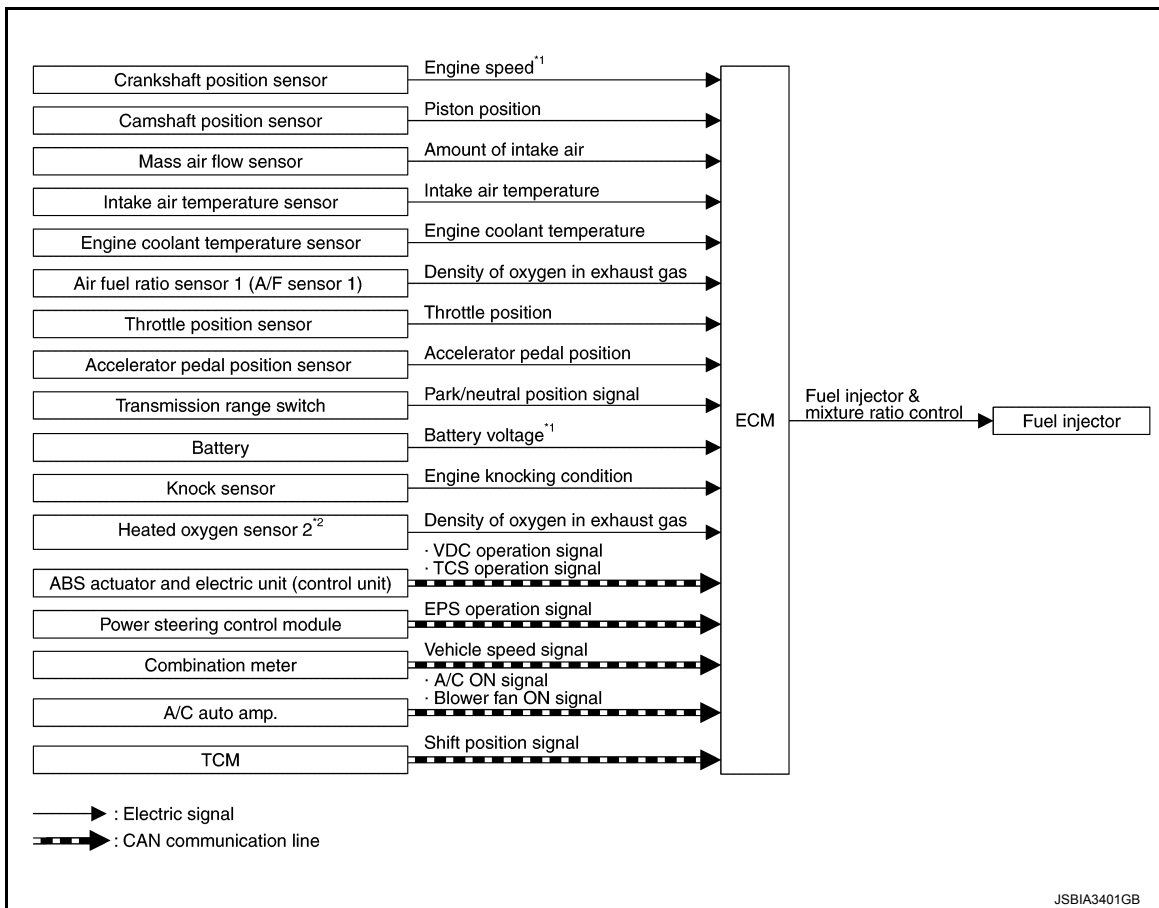 Crankshaft position sensor
Engine speed*1
Camshaft position sensor
Piston position
Mass air flow sensor
Amount of intake air
Intake air temperature sensor
Intake air temperature
Engine coolant temperature sensor
Engine coolant temperature
Air fuel ratio sensor 1 (A/F sensor 1)
Density of oxygen in exhaust gas
Throttle position sensor
Throttle position
Accelerator pedal position sensor
Accelerator pedal position
Transmission range switch
Park/neutral position signal
Battery
Battery voltage*1
Knock sensor
Engine knocking condition
Heated oxygen sensor 2*2
Density of oxygen in exhaust gas
ABS actuator and electric unit (control unit)
· VDC operation signal
· TCS operation signal
Power steering control module
EPS operation signal
Combination meter
Vehicle speed signal
A/C auto amp.
· A/C ON signal
· Blower fan ON signal
TCM
Shift position signal
ECM
Fuel injector &
mixture ratio control
Fuel injector
: Electric signal
: CAN communication line
JSBIA3401GB